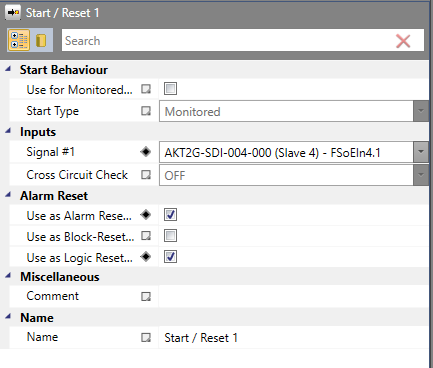 Start / Reset 1
Search
Start Behaviour
Use for Monitored...
Start Type Monitored
Inputs
Signal #1 AKT2G-SDI-004-000 (Slave 4) - FSoEIn4.1
Cross Circuit Check OFF
Alarm Reset
Use as Alarm Rese...
Use as Block-Reset...
Use as Logic Reset...
Miscellaneous
Comment
Name
Name Start / Reset 1